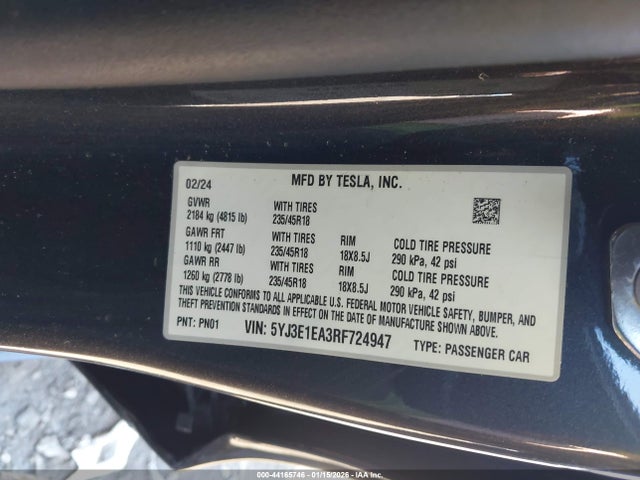 02/24 MFD BY TESLA, INC.
GVWR WITH TIRES
2184 kg (4815 lb) 235/45R18
GAWR FRT WITH TIRES RIM COLD TIRE PRESSURE
1110 kg (2447 lb) 235/45R18 18X8.5J 290 kPa, 42 psi
GAWR RR WITH TIRES RIM COLD TIRE PRESSURE
1260 kg (2778 lb) 235/45R18 18X8.5J 290 kPa, 42 psi
THIS VEHICLE CONFORMS TO ALL APPLICABLE U.S. FEDERAL MOTOR VEHICLE SAFETY, BUMPER, AND
THEFT PREVENTION STANDARDS IN EFFECT ON THE DATE OF MANUFACTURE SHOWN ABOVE.
PNT: PN01 VIN: 5YJ3E1EA3RF724947 TYPE: PASSENGER CAR
000-44165746 - 01/15/2026 - IAA Inc.